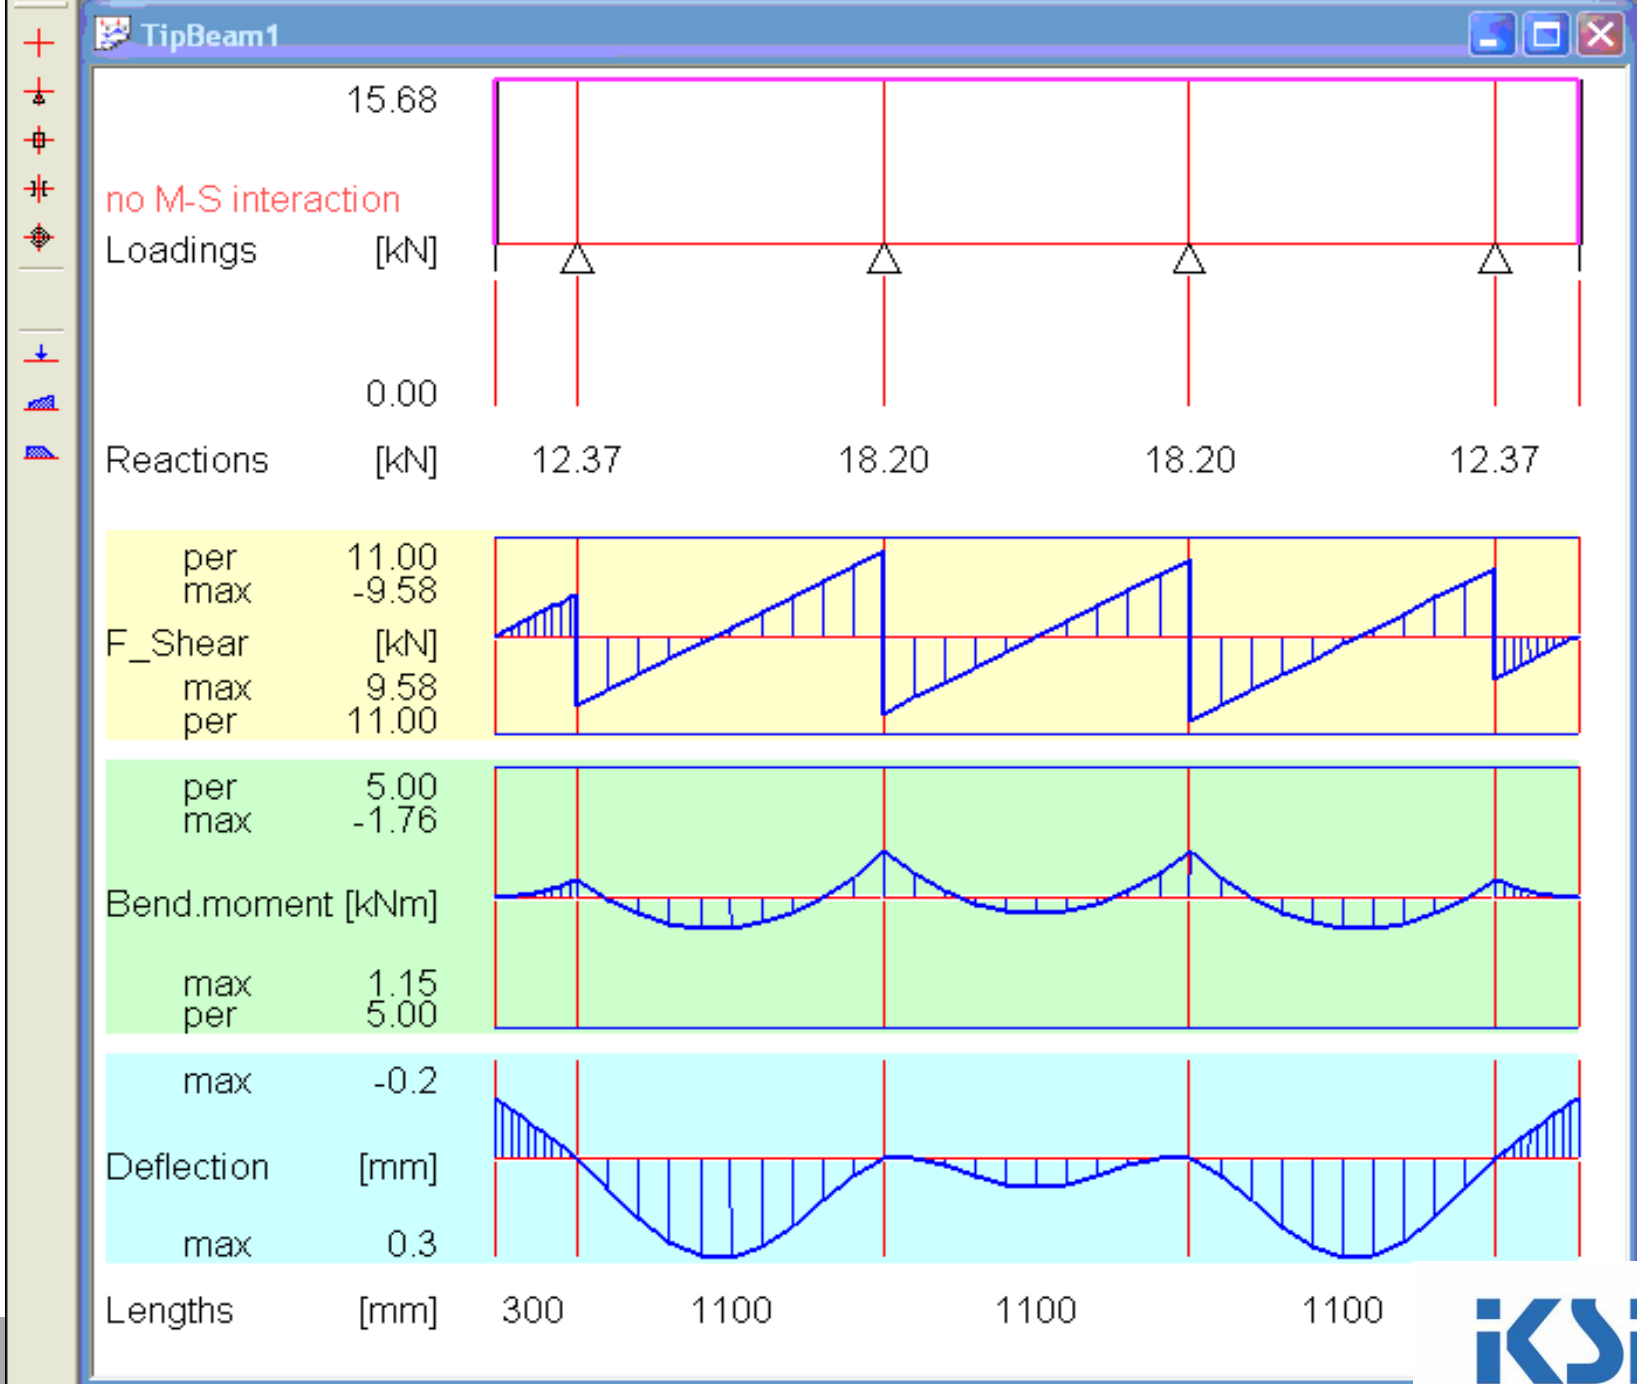 TipBeam1
15.68
no M-S interaction
Loadings [kN]
0.00
Reactions [kN] 12.37 18.20 18.20 12.37
per 11.00
max -9.58
F_Shear [kN]
max 9.58
per 11.00
per 5.00
max -1.76
Bend.moment [kNm]
max 1.15
per 5.00
max -0.2
Deflection [mm]
max 0.3
Lengths [mm] 300 1100 1100 1100
iKSi